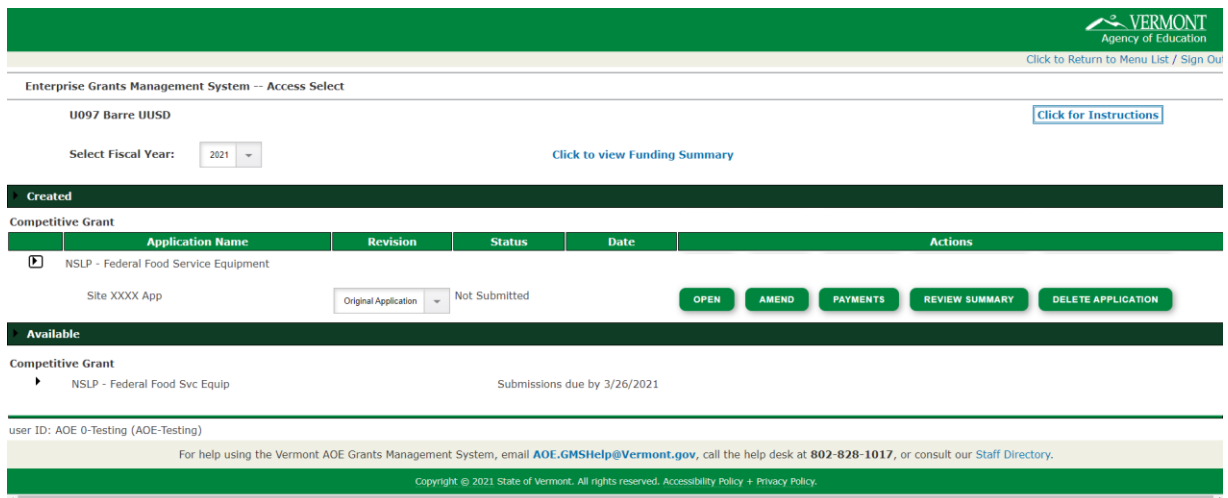 VERMONT
Agency of Education
Click to Return to Menu List / Sign Out
Enterprise Grants Management System -- Access Select
U097 Barre UUSD Click for Instructions
Select Fiscal Year: 2021 Click to view Funding Summary
Created
Competitive Grant
Application Name Revision Status Date Actions
NSLP - Federal Food Service Equipment
Site XXXX App Original Application Not Submitted OPEN AMEND PAYMENTS REVIEW SUMMARY DELETE APPLICATION
Available
Competitive Grant
NSLP - Federal Food Svc Equip Submissions due by 3/26/2021
user ID: AOE 0-Testing (AOE-Testing)
For help using the Vermont AOE Grants Management System, email AOE.GMSHelp@Vermont.gov, call the help desk at 802-828-1017, or consult our Staff Directory.
Copyright © 2021 State of Vermont. All rights reserved. Accessibility Policy + Privacy Policy.